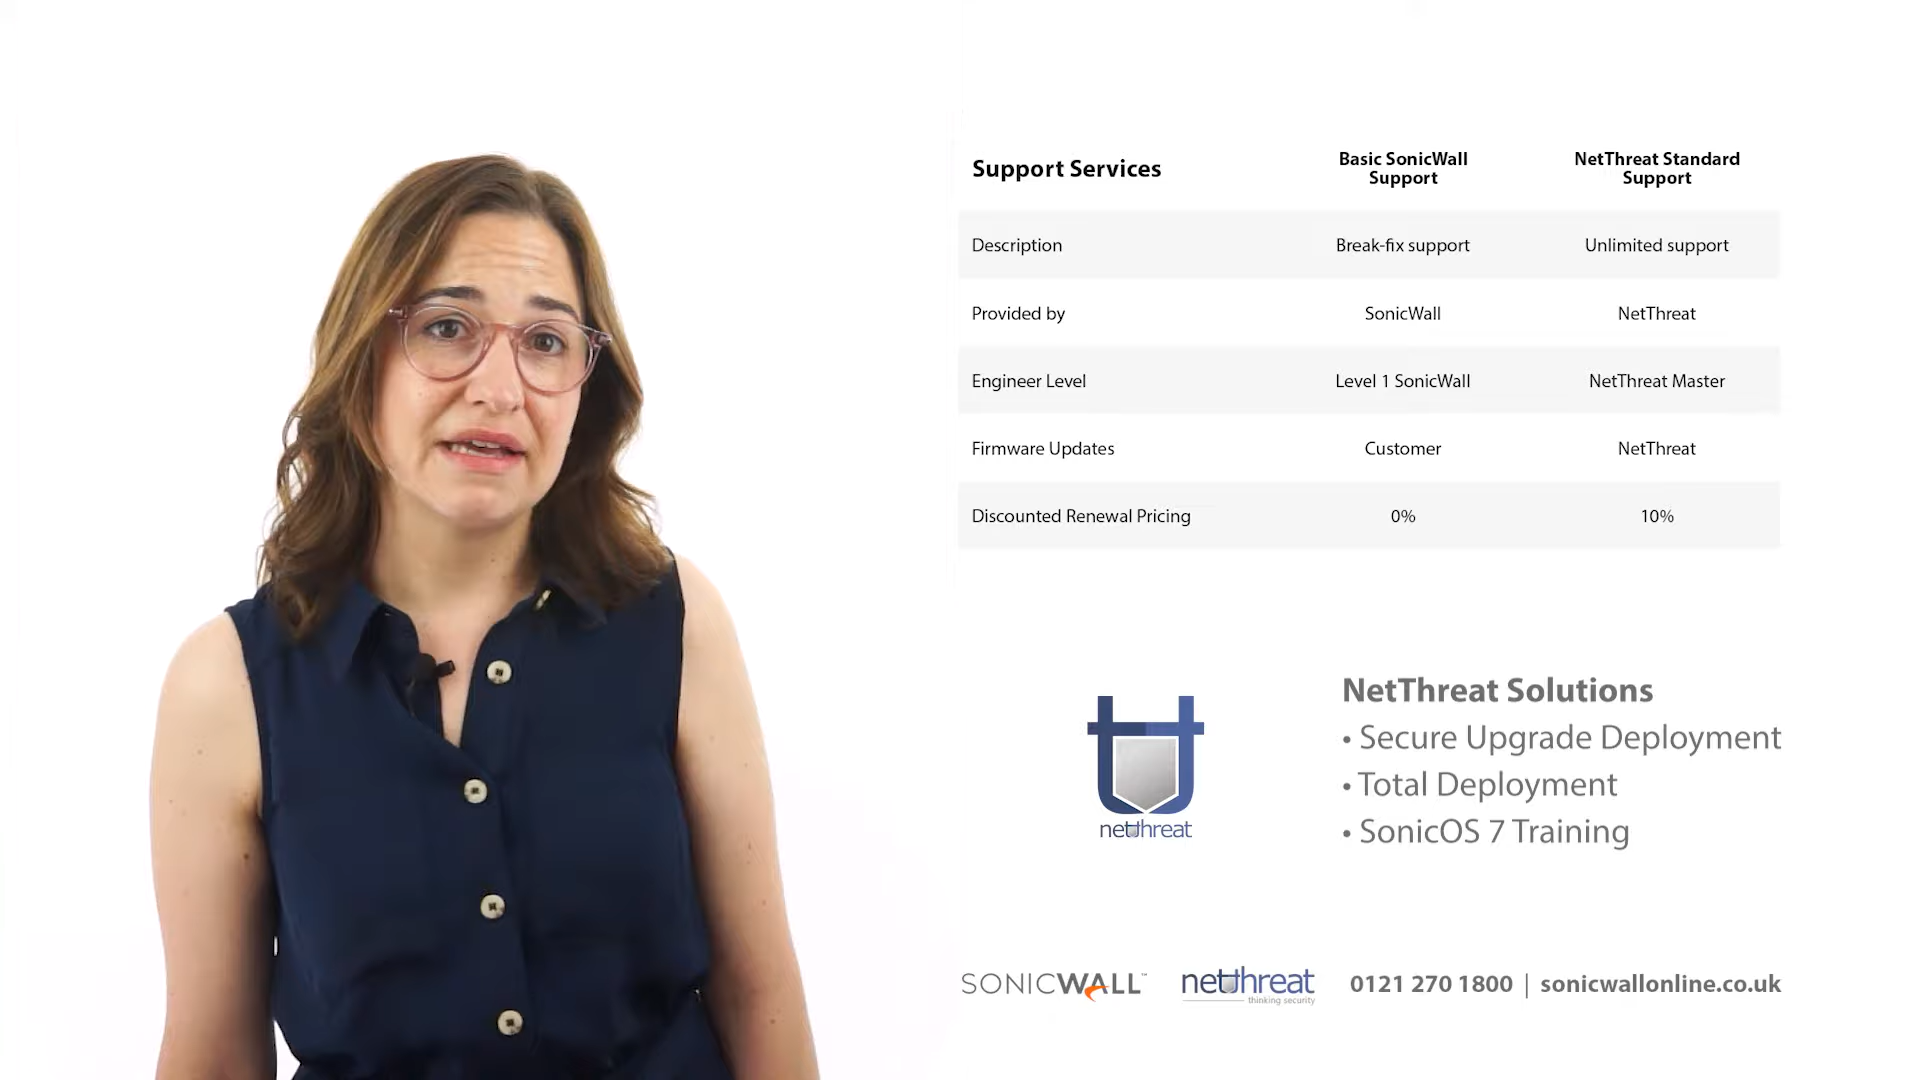 Support Services
Basic SonicWall
Support
NetThreat Standard
Support
Description
Break-fix support
Unlimited support
Provided by
SonicWall
NetThreat
Engineer Level
Level 1 SonicWall
NetThreat Master
Firmware Updates
Customer
NetThreat
Discounted Renewal Pricing
0%
10%
netthreat
NetThreat Solutions
• Secure Upgrade Deployment
• Total Deployment
• SonicOS 7 Training
SONICWALL™
netthreat
thinking security
0121 270 1800 | sonicwallonline.co.uk